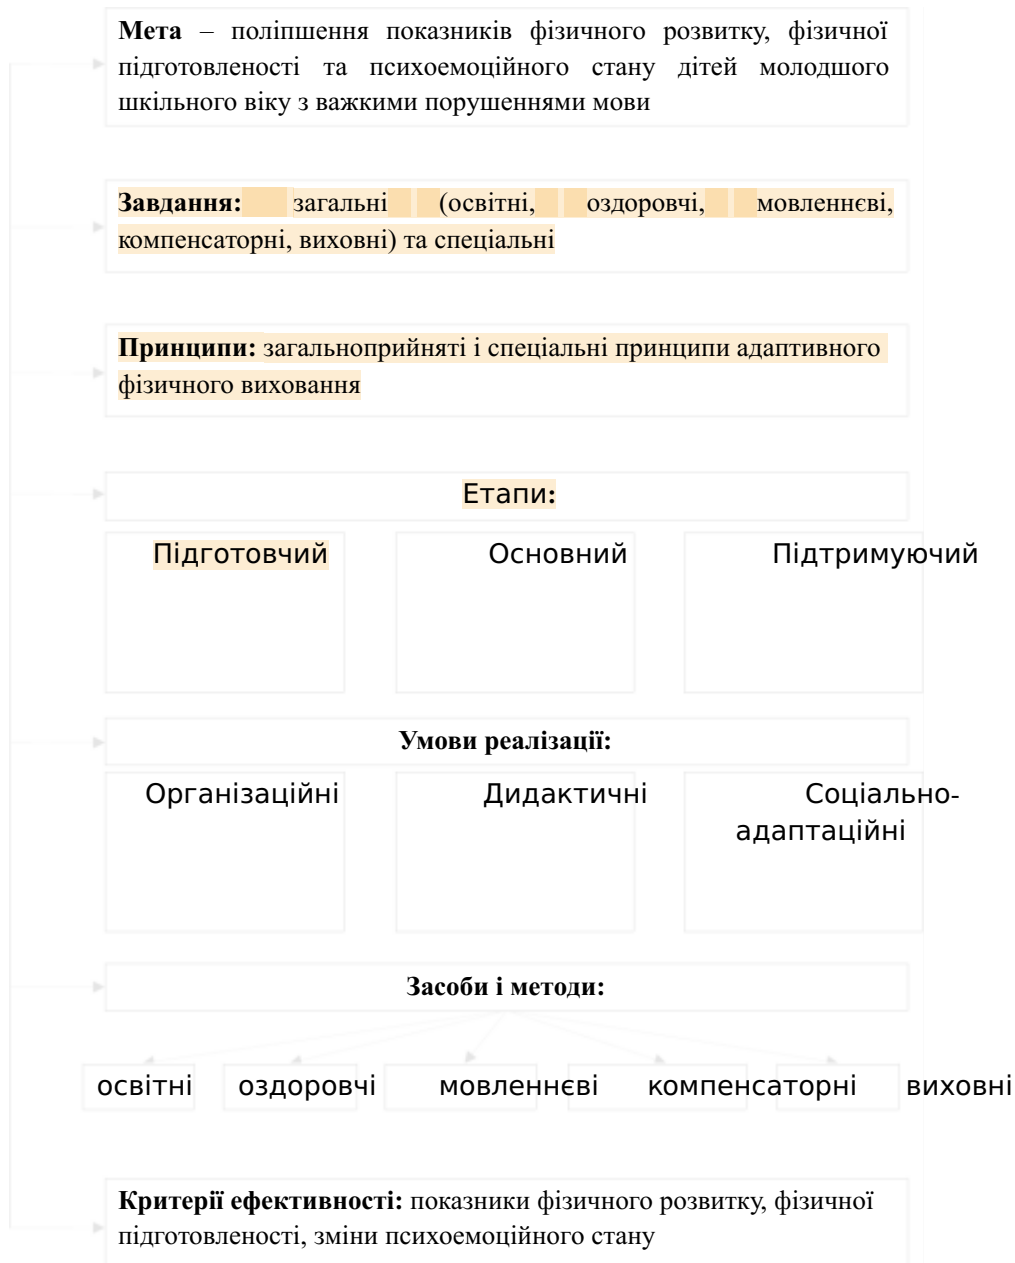 Мета – поліпшення показників фізичного розвитку, фізичної
підготовленості та психоемоційного стану дітей молодшого
шкільного віку з важкими порушеннями мови
Завдання: загальні (освітні, оздоровчі, мовленнєві,
компенсаторні, виховні) та спеціальні
Принципи: загальноприйняті і спеціальні принципи адаптивного
фізичного виховання
Етапи:
Підготовчий Основний Підтримуючий
Умови реалізації:
Організаційні Дидактичні Соціально-
адаптаційні
Засоби і методи:
освітні оздоровчі мовленнєві компенсаторні виховні
Критерії ефективності: показники фізичного розвитку, фізичної
підготовленості, зміни психоемоційного стану